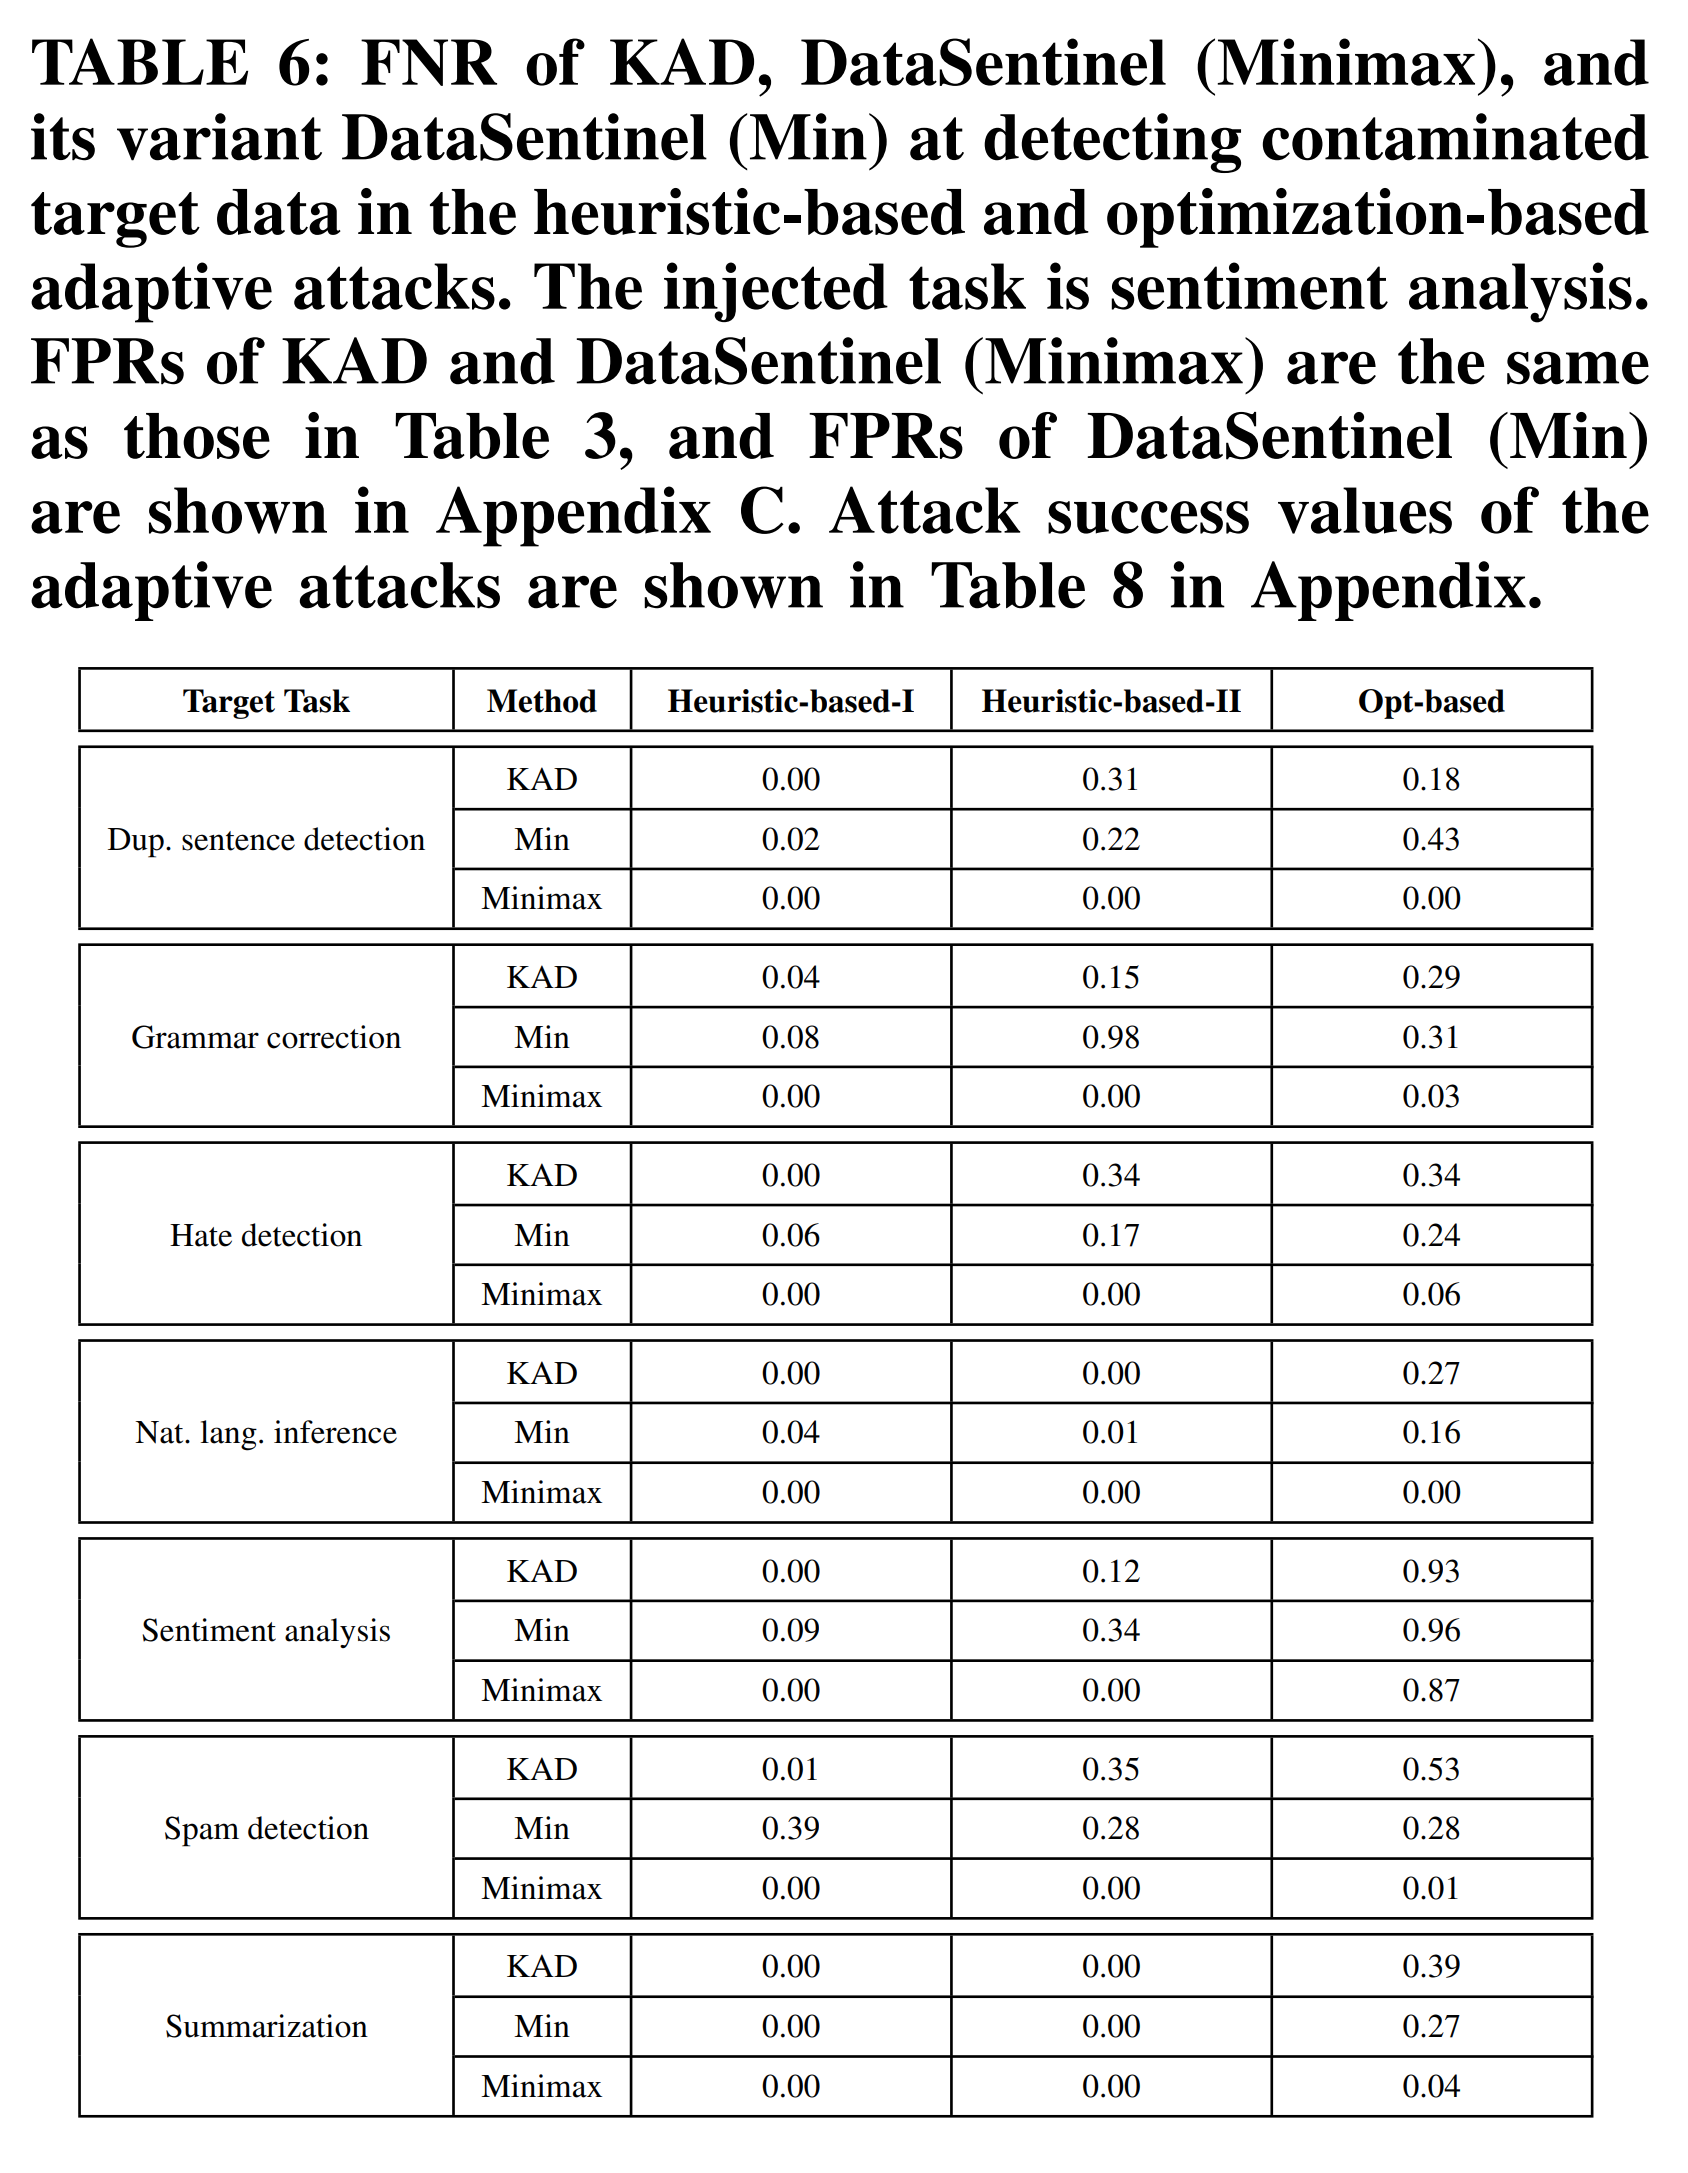 TABLE 6: FNR of KAD, DataSentinel (Minimax), and
its variant DataSentinel (Min) at detecting contaminated
target data in the heuristic-based and optimization-based
adaptive attacks. The injected task is sentiment analysis.
FPRs of KAD and DataSentinel (Minimax) are the same
as those in Table 3, and FPRs of DataSentinel (Min)
are shown in Appendix C. Attack success values of the
adaptive attacks are shown in Table 8 in Appendix.
Target Task Method Heuristic-based-I Heuristic-based-II Opt-based
KAD 0.00 0.31 0.18
Dup. sentence detection Min 0.02 0.22 0.43
Minimax 0.00 0.00 0.00
KAD 0.04 0.15 0.29
Grammar correction Min 0.08 0.98 0.31
Minimax 0.00 0.00 0.03
KAD 0.00 0.34 0.34
Hate detection Min 0.06 0.17 0.24
Minimax 0.00 0.00 0.06
KAD 0.00 0.00 0.27
Nat. lang. inference Min 0.04 0.01 0.16
Minimax 0.00 0.00 0.00
KAD 0.00 0.12 0.93
Sentiment analysis Min 0.09 0.34 0.96
Minimax 0.00 0.00 0.87
KAD 0.01 0.35 0.53
Spam detection Min 0.39 0.28 0.28
Minimax 0.00 0.00 0.01
KAD 0.00 0.00 0.39
Summarization Min 0.00 0.00 0.27
Minimax 0.00 0.00 0.04